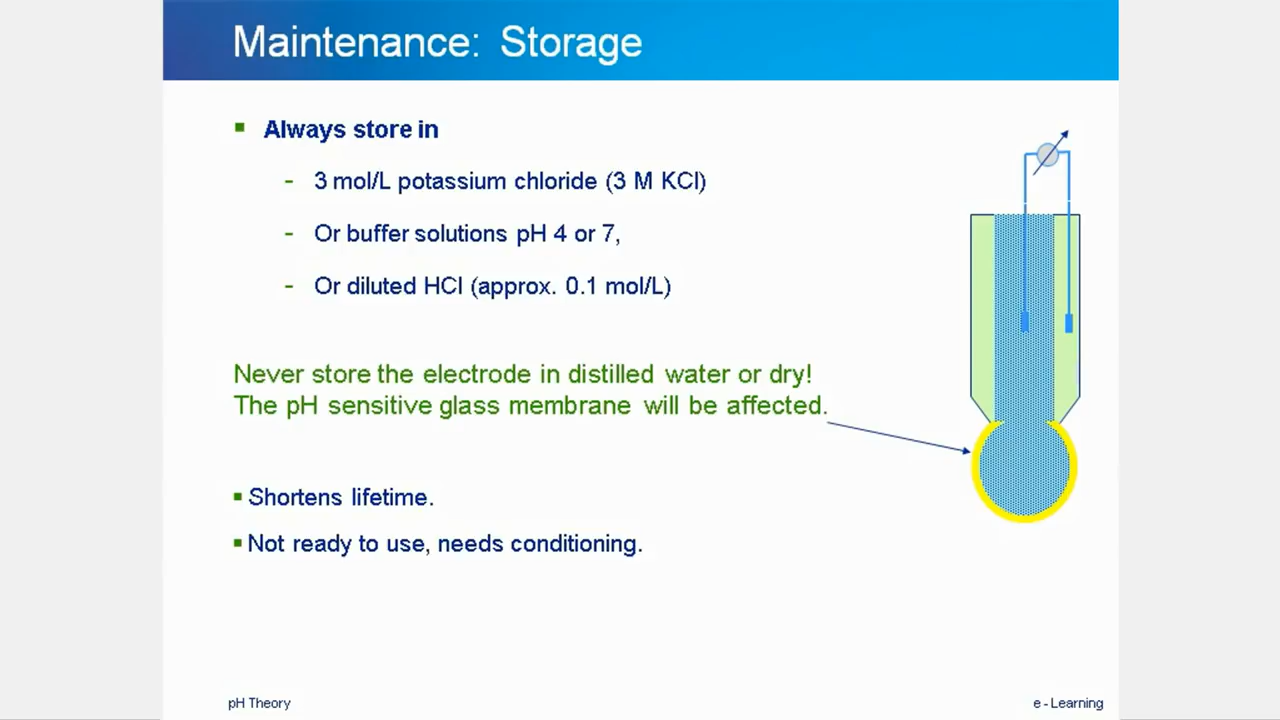 Maintenance: Storage
▪ Always store in
- 3 mol/L potassium chloride (3 M KCl)
- Or buffer solutions pH 4 or 7,
- Or diluted HCl (approx. 0.1 mol/L)
Never store the electrode in distilled water or dry!
The pH sensitive glass membrane will be affected.
▪ Shortens lifetime.
▪ Not ready to use, needs conditioning.
pH Theory
e - Learning